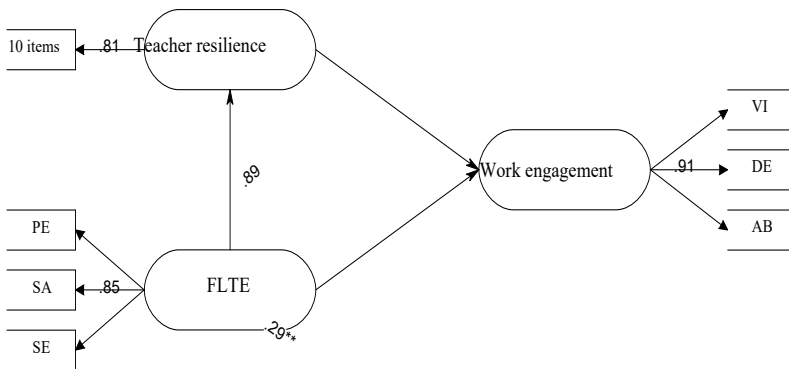 10 items
.81
Teacher resilience
VI
.89
Work engagement
.91
DE
PE
AB
SA
.85
FLTE
SE
.29**